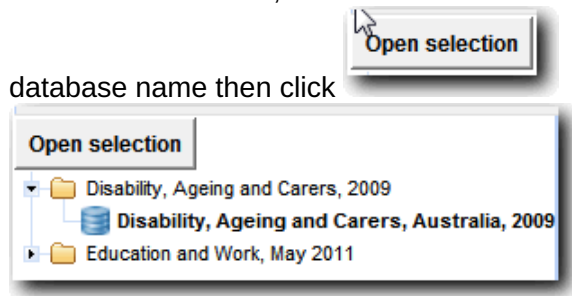 Open selection
database name then click
Open selection
Disability, Ageing and Carers, 2009
Disability, Ageing and Carers, Australia, 2009
Education and Work, May 2011